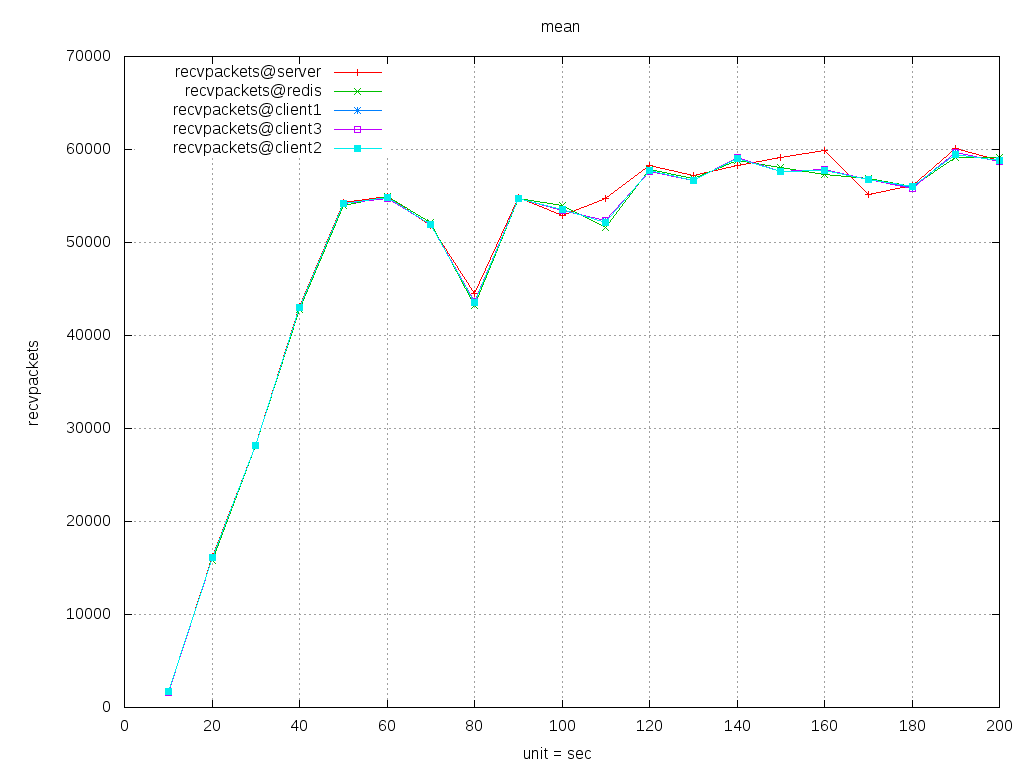 mean
70000
60000
50000
40000
30000
20000
10000
0
recvpackets
recvpackets@server
recvpackets@redis
recvpackets@client1
recvpackets@client3
recvpackets@client2
0 20 40 60 80 100 120 140 160 180 200
unit = sec